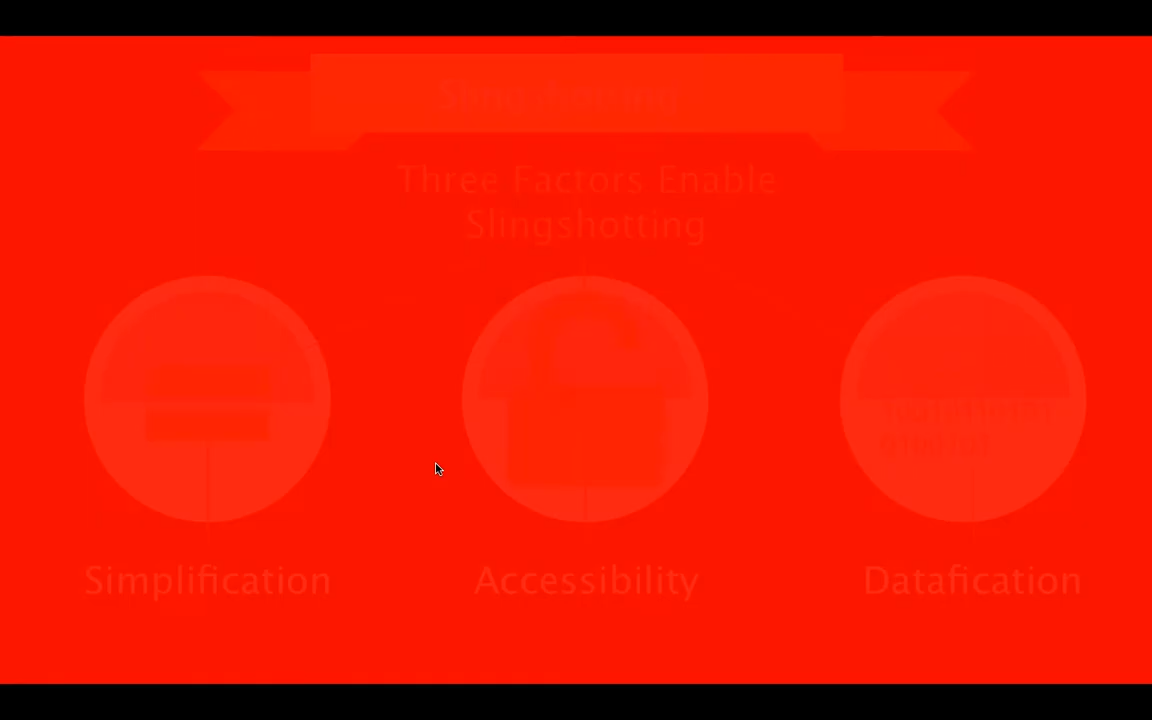 Slingshotting
Three Factors Enable
Slingshotting
Simplification
Accessibility
Datafication